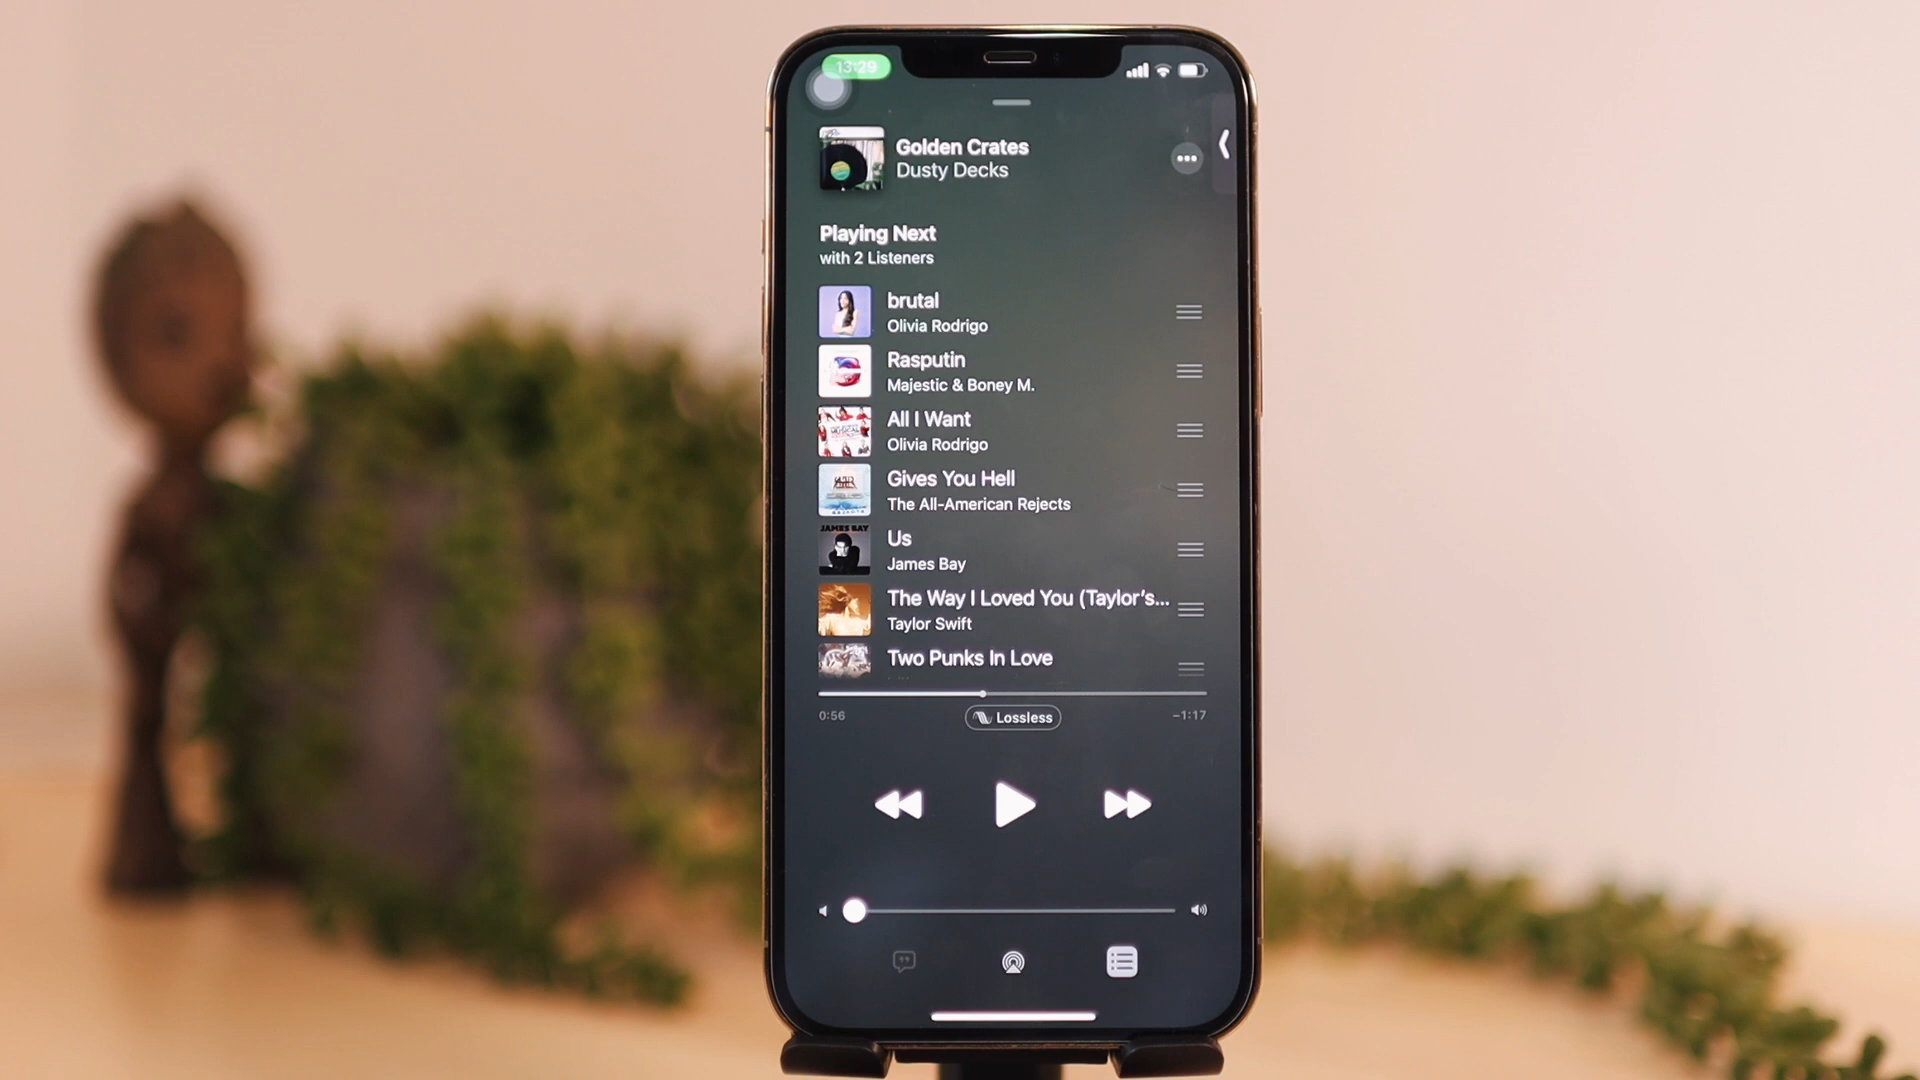 13:29
Golden Crates
Dusty Decks
Playing Next
with 2 Listeners
brutal
Olivia Rodrigo
Rasputin
Majestic & Boney M.
All I Want
Olivia Rodrigo
Gives You Hell
The All-American Rejects
JAMES BAY
Us
James Bay
The Way I Loved You (Taylor's...
Taylor Swift
Two Punks In Love
0:56
Lossless
-1:17